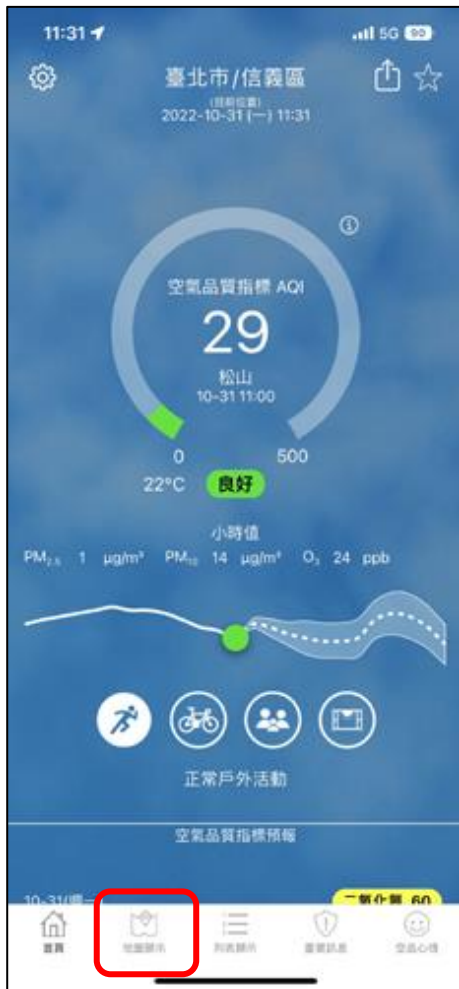 11:31 5G 90
臺北市/信義區
(目前位置)
2022-10-31 (一) 11:31
空氣品質指標 AQI
29
松山
10-31 11:00
0 500
22°C 良好
小時值
PM₂.₅ 1 μg/m³ PM₁₀ 14 μg/m³ O₃ 24 ppb
正常戶外活動
空氣品質指標預報
10-31(週一 二氧化氮 60
首頁 地圖顯示 列表顯示 重要訊息 空品心情